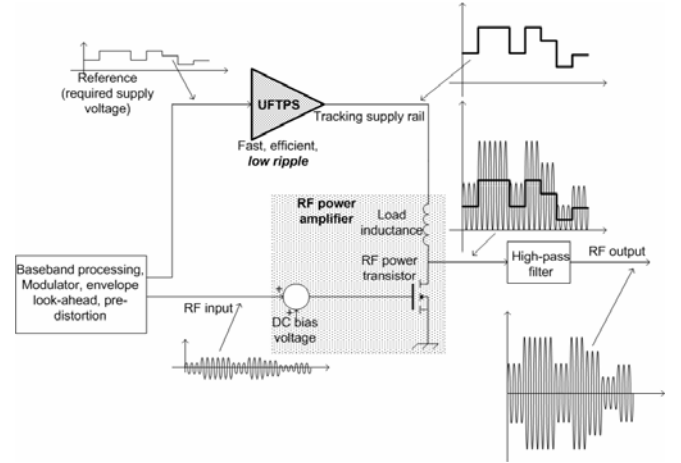 Reference
(required supply
voltage)
UFTPS
Tracking supply rail
Fast, efficient,
low ripple
RF power
amplifier
Load
inductance
RF power
transistor
High-pass
filter
RF output
Baseband processing,
Modulator, envelope
look-ahead, pre-
distortion
RF input
+
+
DC bias
voltage